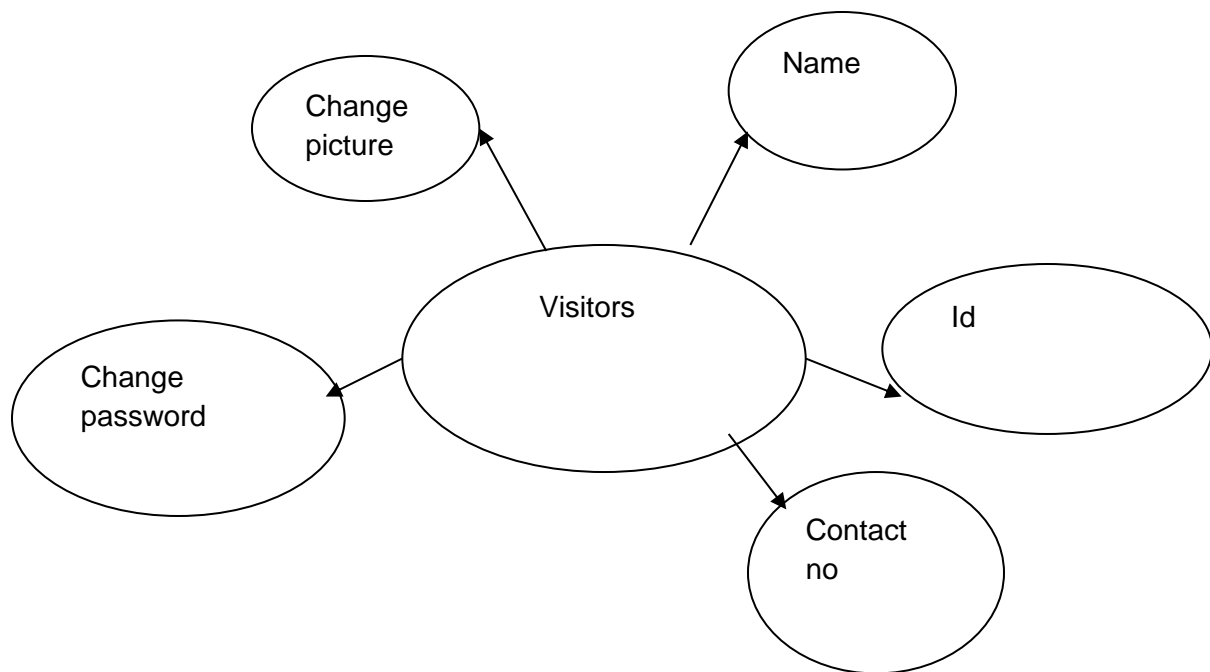 Name
Change
picture
Visitors
Id
Change
password
Contact
no